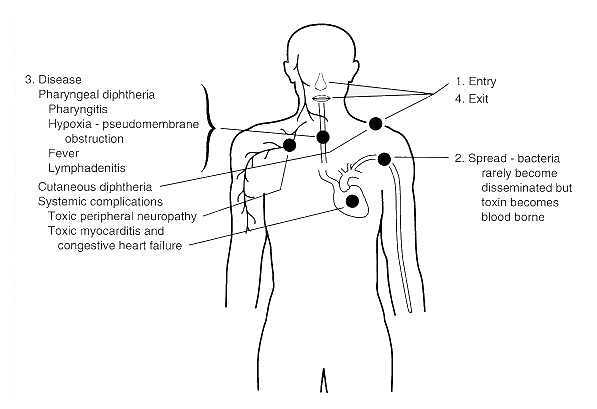 3. Disease
Pharyngeal diphtheria
Pharyngitis
Hypoxia - pseudomembrane
obstruction
Fever
Lymphadenitis
Cutaneous diphtheria
Systemic complications
Toxic peripheral neuropathy
Toxic myocarditis and
congestive heart failure
1. Entry
4. Exit
2. Spread - bacteria
rarely become
disseminated but
toxin becomes
blood borne